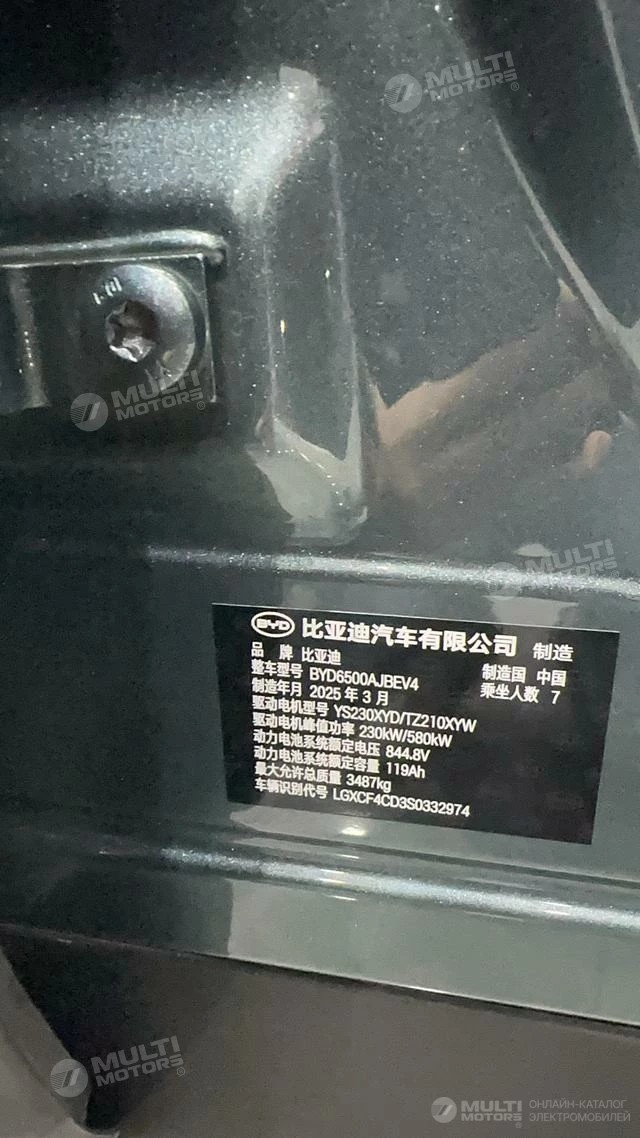 MULTI
MOTORS®
MULTI
MOTORS®
MULTI
MOTORS
BYD 比亚迪汽车有限公司 制造
品 牌 比亚迪 制造国 中国
整车型号 BYD6500AJBEV4 乘坐人数 7
制造年月 2025 年 3 月
驱动电机型号 YS230XYD/TZ210XYW
驱动电机峰值功率 230kW/580kW
动力电池系统额定电压 844.8V
动力电池系统额定容量 119Ah
最大允许总质量 3487kg
车辆识别代号 LGXCF4CD3S0332974
MULTI
MOTORS®
MULTI
MOTORS®
ОНЛАЙН-КАТАЛОГ
ЭЛЕКТРОМОБИЛЕЙ